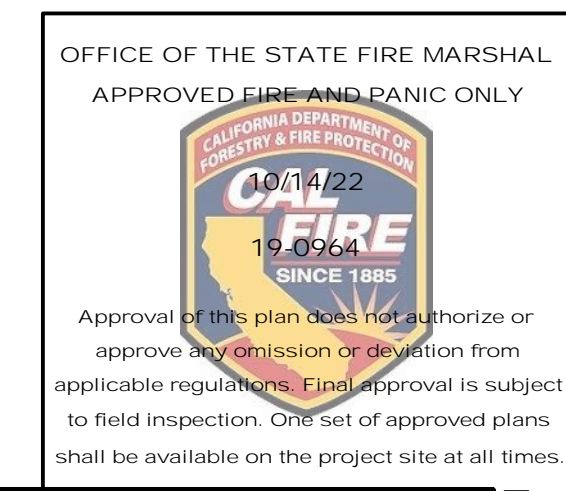 OFFICE OF THE STATE FIRE MARSHAL
APPROVED FIRE AND PANIC ONLY
CALIFORNIA DEPARTMENT OF
FORESTRY & FIRE PROTECTION
CAL
10/14/22
FIRE
19-0964
SINCE 1885
Approval of this plan does not authorize or
approve any omission or deviation from
applicable regulations. Final approval is subject
to field inspection. One set of approved plans
shall be available on the project site at all times.